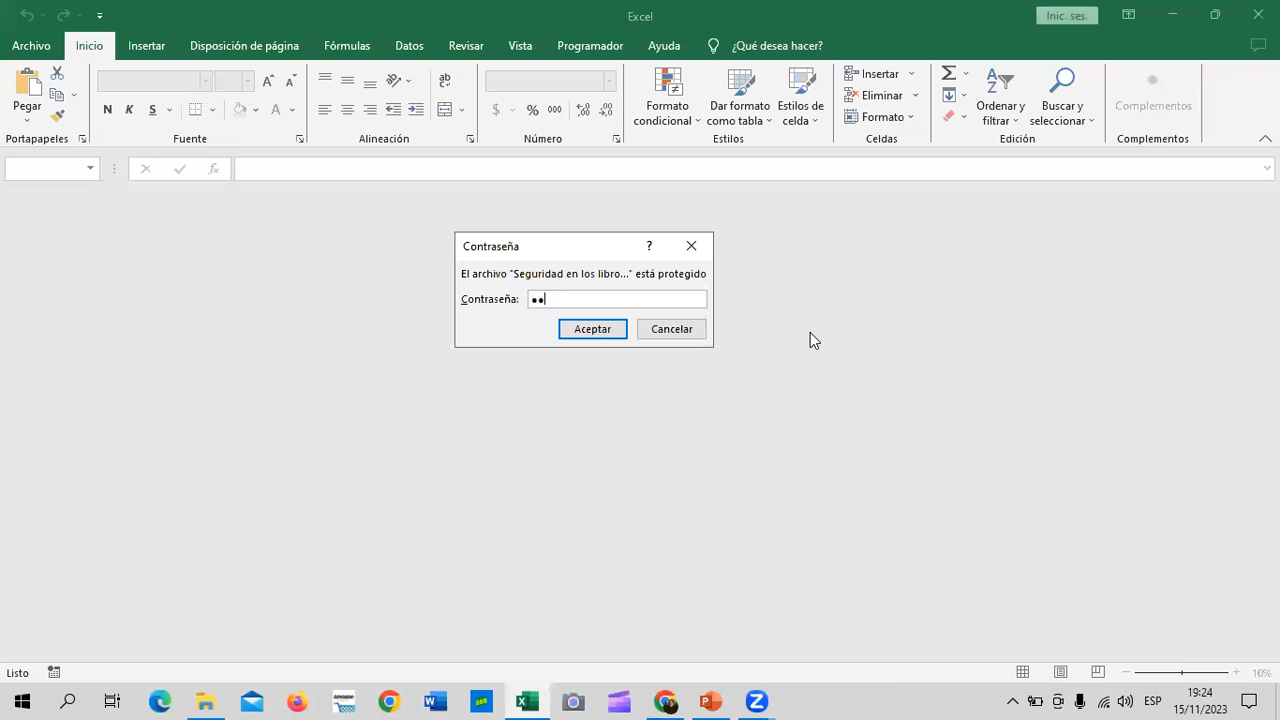 Excel
Inic. ses.
Archivo Inicio Insertar Disposición de página Fórmulas Datos Revisar Vista Programador Ayuda ¿Qué desea hacer?
Pegar
N K S A
ab
$ % 000
Formato condicional
Dar formato como tabla
Estilos de celda
Insertar
Eliminar
Formato
Ordenar y filtrar
Buscar y seleccionar
Complementos
Portapapeles Fuente Alineación Número Estilos Celdas Edición Complementos
fx
Contraseña ?
El archivo "Seguridad en los libro..." está protegido
Contraseña: ●●
Aceptar Cancelar
Listo
10%
ESP
19:24
15/11/2023